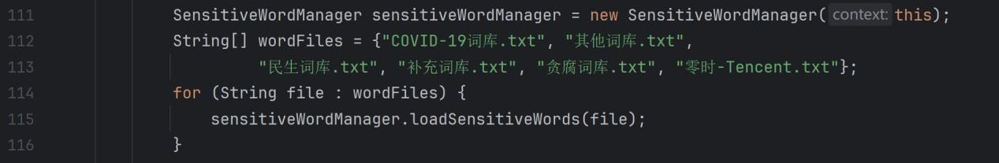 111 SensitiveWordManager sensitiveWordManager = new SensitiveWordManager( context: this);
112 String[] wordFiles = {"COVID-19词库.txt", "其他词库.txt",
113 "民生词库.txt", "补充词库.txt", "贪腐词库.txt", "零时-Tencent.txt"};
114 for (String file : wordFiles) {
115 sensitiveWordManager.loadSensitiveWords(file);
116 }